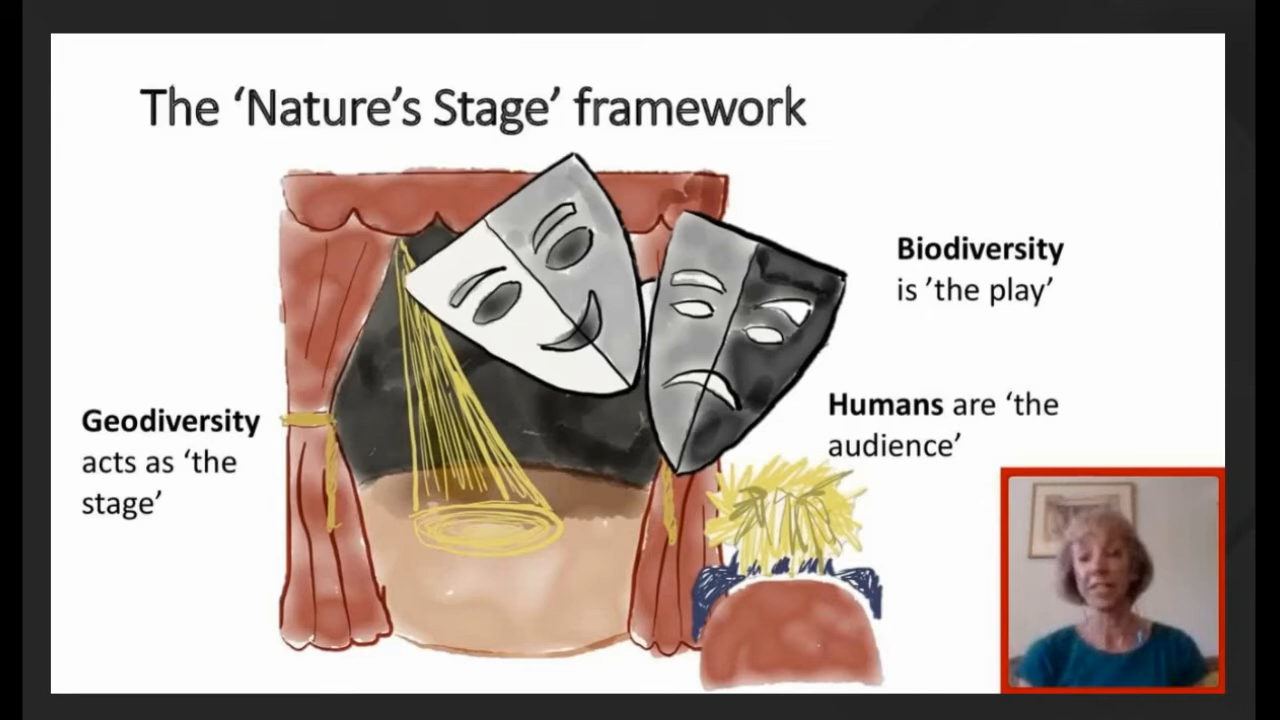 The ‘Nature’s Stage’ framework
Biodiversity
is ’the play’
Geodiversity
acts as ‘the
stage’
Humans are ‘the
audience’